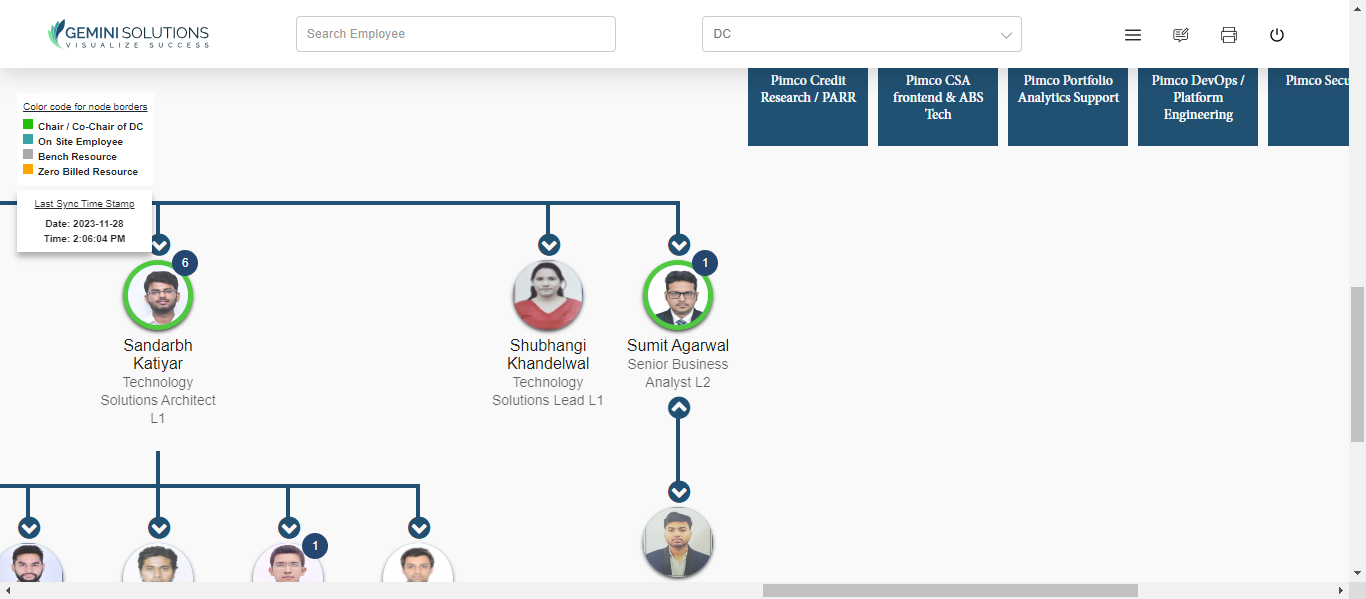 GEMINI SOLUTIONS
VISUALIZE SUCCESS
Search Employee
DC
Pimco Credit
Research / PARR
Pimco CSA
frontend & ABS
Tech
Pimco Portfolio
Analytics Support
Pimco DevOps /
Platform
Engineering
Pimco Secu
Color code for node borders
Chair / Co-Chair of DC
On Site Employee
Bench Resource
Zero Billed Resource
Last Sync Time Stamp
Date: 2023-11-28
Time: 2:06:04 PM
6
Sandarbh
Katiyar
Technology
Solutions Architect
L1
Shubhangi
Khandelwal
Technology
Solutions Lead L1
1
Sumit Agarwal
Senior Business
Analyst L2
1